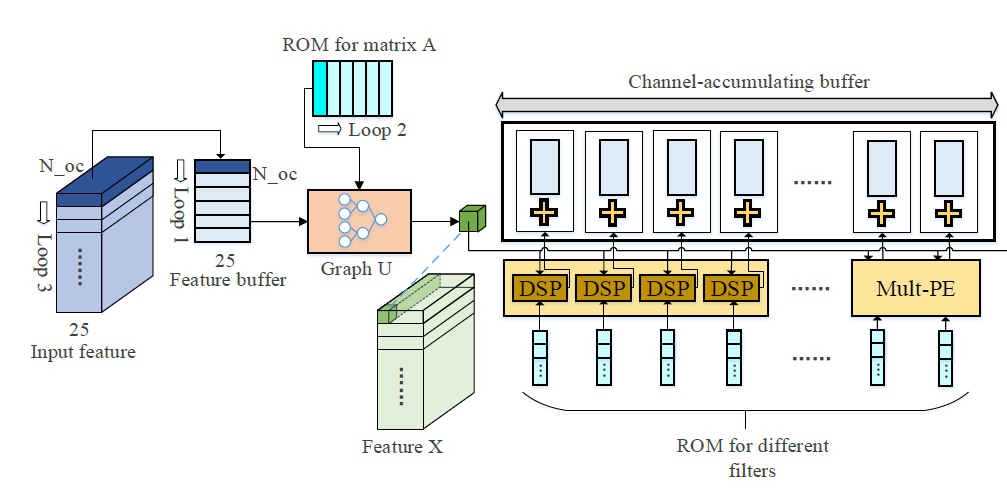 ROM for matrix A
Loop 2
Channel-accumulating buffer
N_oc
Loop 3
25
Input feature
Loop 1
N_oc
25
Feature buffer
Graph U
Feature X
......
DSP
DSP
DSP
DSP
......
Mult-PE
......
ROM for different
filters